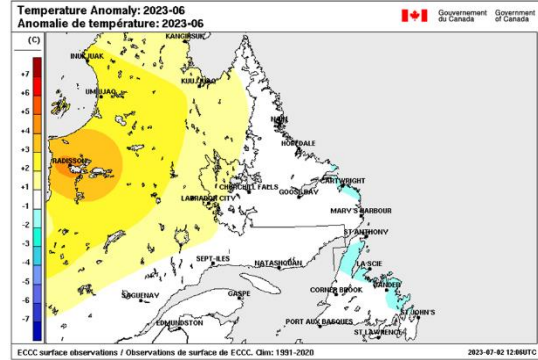 Temperature Anomaly: 2023-06
Anomalie de température: 2023-06
Gouvernement du Canada
Government of Canada
(C)
+7
+6
+5
+4
+3
+2
+1
-1
-2
-3
-4
-5
-6
-7
KANGIRSUK
INUKJUAK
KUUJJUAQ
UMIUJAQ
NAIN
HOPEDALE
RADISSON
CARTWRIGHT
CHURCHILL FALLS
GOOSE BAY
LABRADOR CITY
MARY'S HARBOUR
ST ANTHONY
SEPT-ILES
NATASHQUAN
LA SCIE
SAGUENAY
GASPE
CORNER BROOK
GANDER
EDMUNDSTON
PORT AUX BASQUES
ST JOHN'S
ST LAWRENCE
ECCC surface observations / Observations de surface de ECCC. Clim: 1991-2020
2023-07-02 12:06UTC